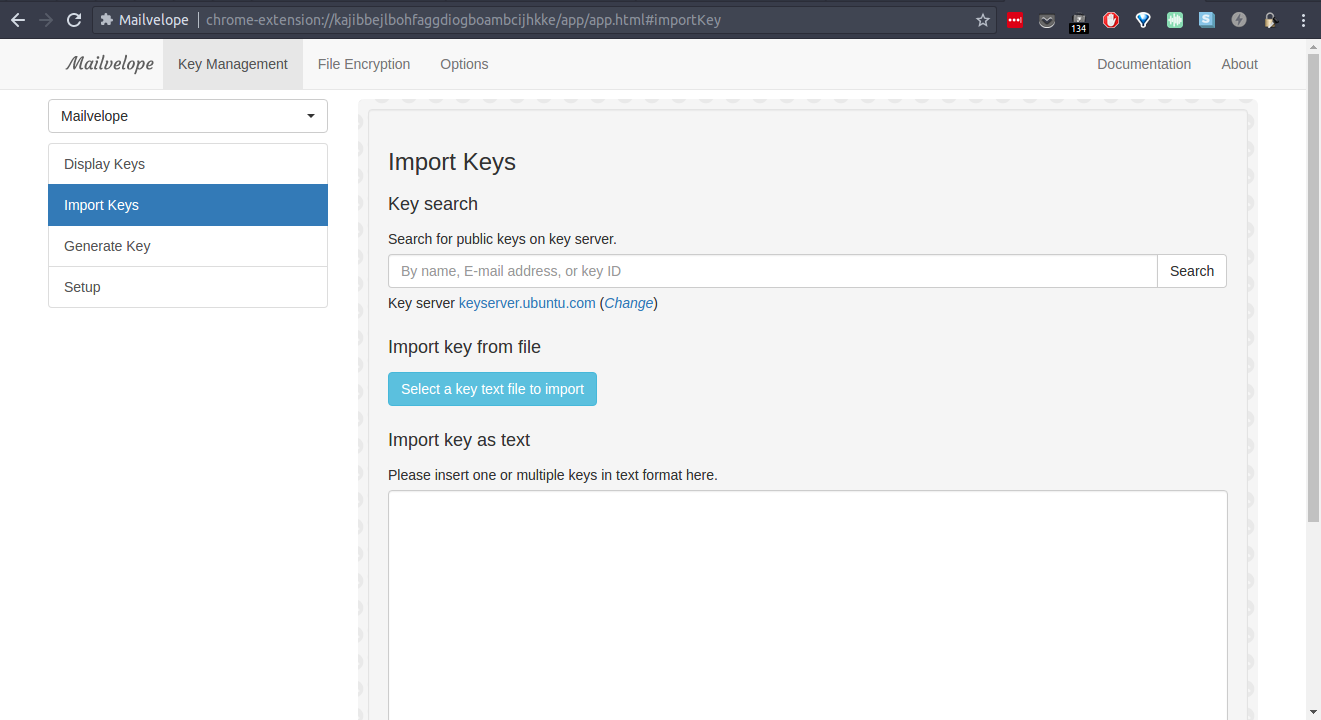 Mailvelope chrome-extension://kajibbejlbohfaggdiogboambcijhkke/app/app.html#importKey 134
Mailvelope Key Management File Encryption Options Documentation About
Mailvelope
Display Keys
Import Keys
Generate Key
Setup
Import Keys
Key search
Search for public keys on key server.
By name, E-mail address, or key ID Search
Key server keyserver.ubuntu.com (Change)
Import key from file
Select a key text file to import
Import key as text
Please insert one or multiple keys in text format here.